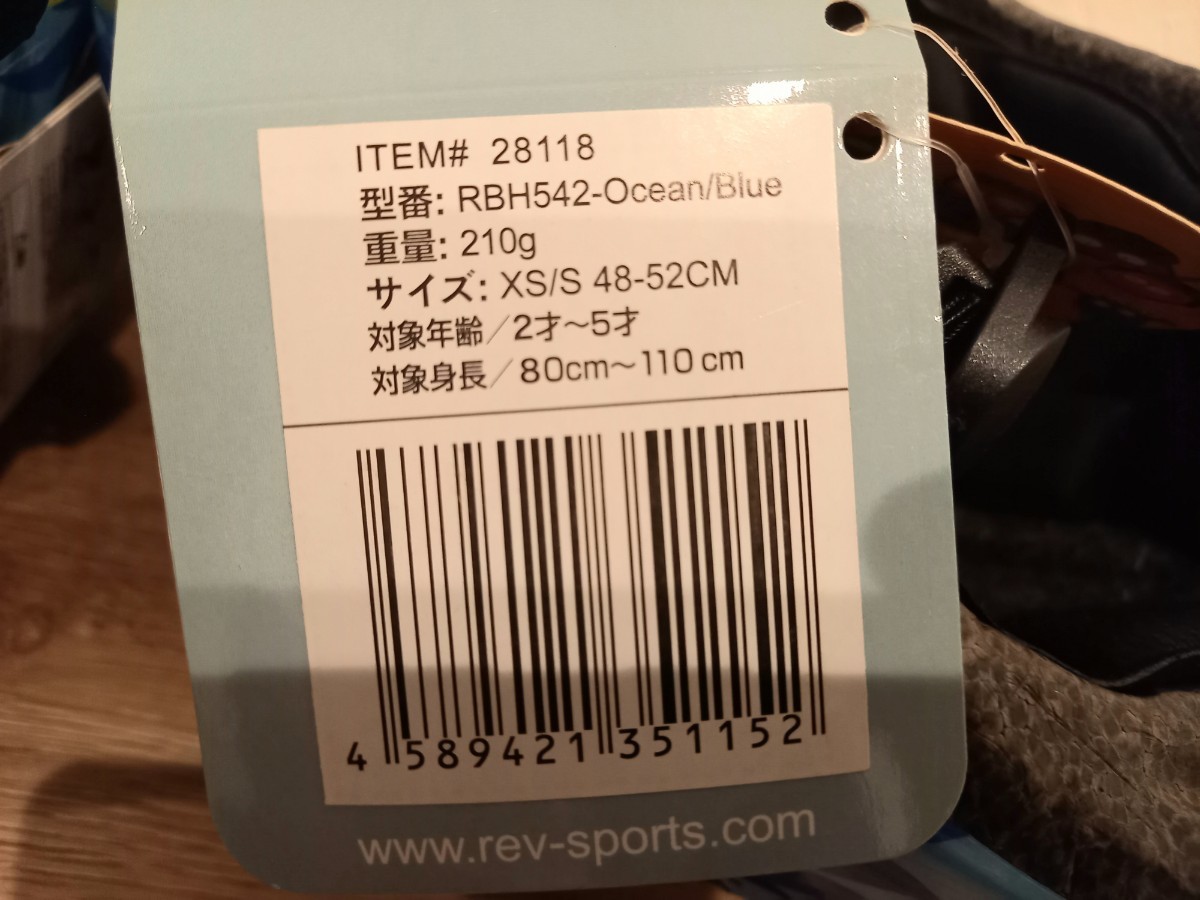 ITEM# 28118
型番: RBH542-Ocean/Blue
重量: 210g
サイズ: XS/S 48-52CM
対象年齢/2才~5才
対象身長/80cm~110cm
4 589421 351152
www.rev-sports.com